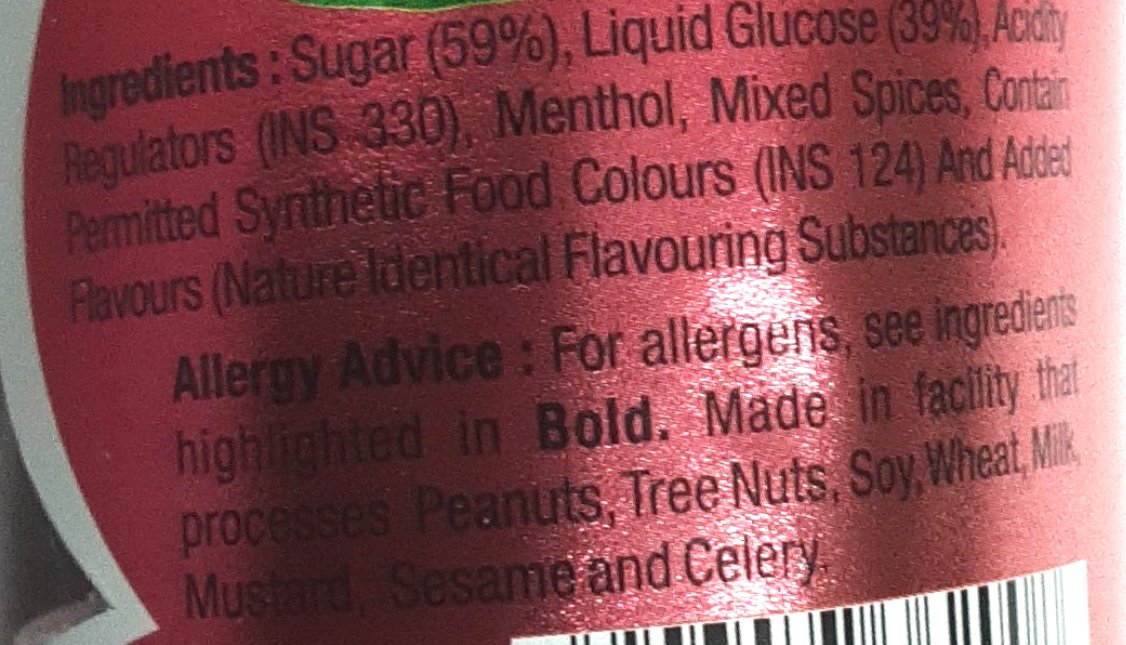 Ingredients : Sugar (59%), Liquid Glucose (39%), Acidity
Regulators (INS 330), Menthol, Mixed Spices, Contain
Permitted Synthetic Food Colours (INS 124) And Added
Flavours (Nature Identical Flavouring Substances).
Allergy Advice : For allergens, see ingredients
highlighted in Bold. Made in facility that
processes Peanuts, Tree Nuts, Soy, Wheat, Milk,
Mustard, Sesame and Celery.